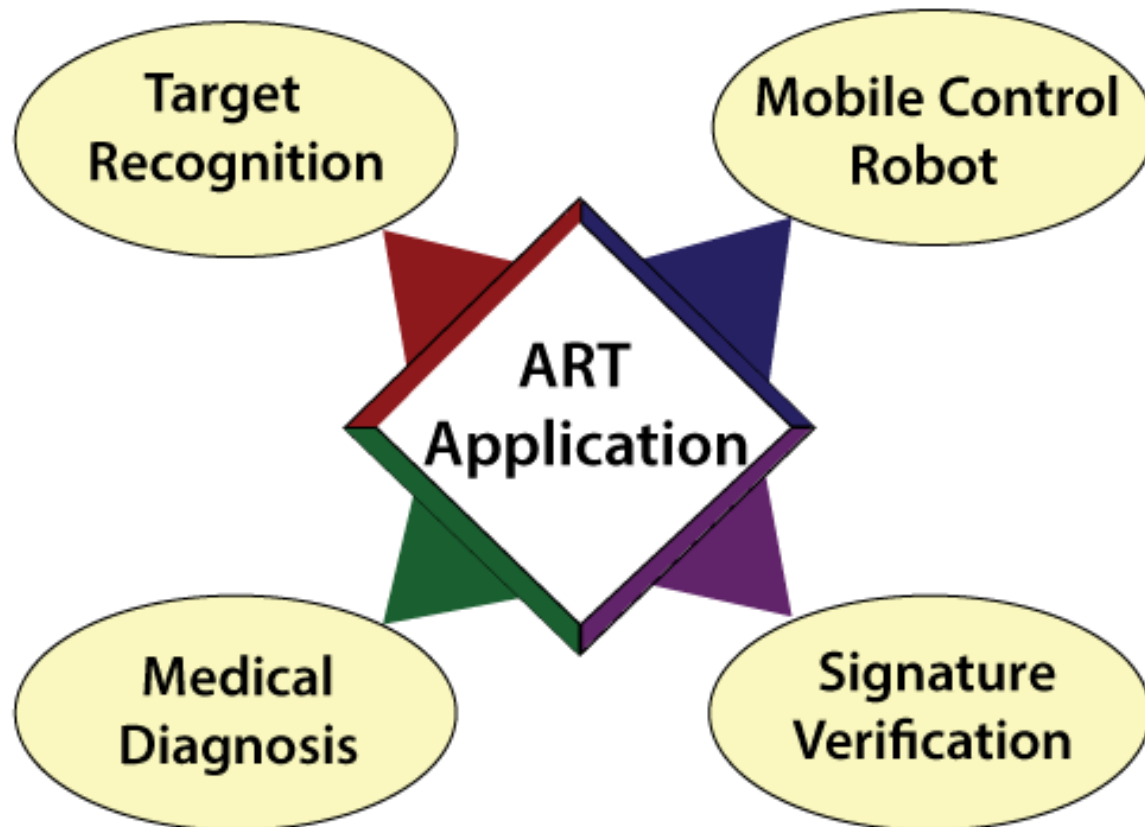 Target
Recognition
Mobile Control
Robot
ART
Application
Medical
Diagnosis
Signature
Verification